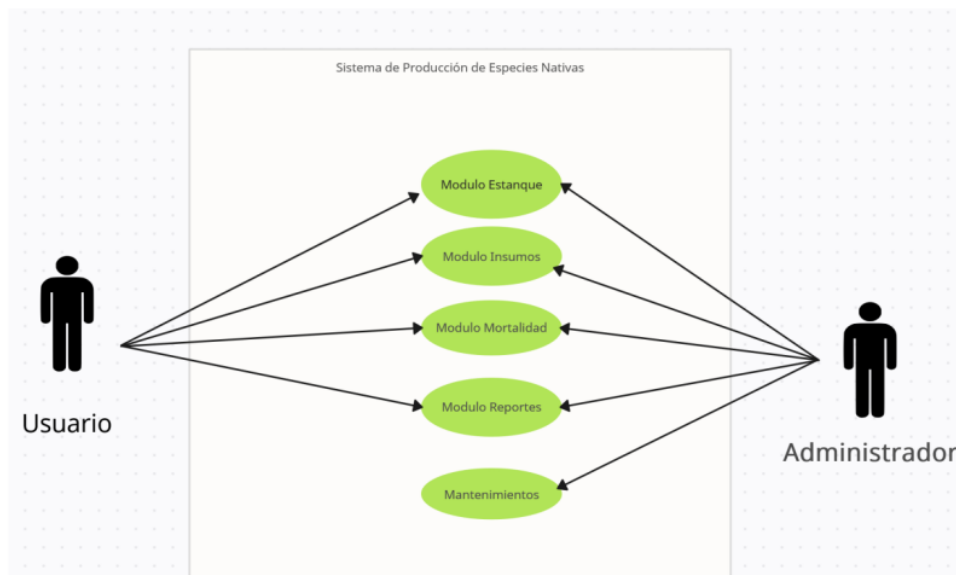 Sistema de Producción de Especies Nativas
Modulo Estanque
Modulo Insumos
Modulo Mortalidad
Modulo Reportes
Mantenimientos
Usuario
Administrador